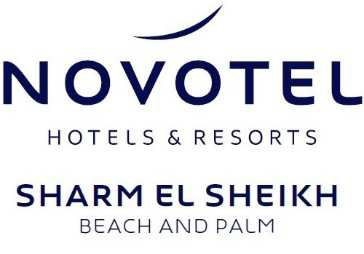 NOVOTEL
HOTELS & RESORTS
SHARM EL SHEIKH
BEACH AND PALM